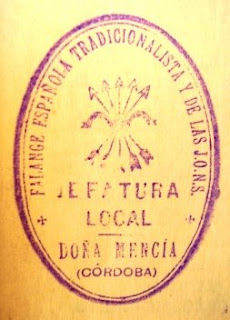 FALANGE ESPAÑOLA TRADICIONALISTA Y DE LAS J.O.N.S.
JEFATURA
LOCAL
DOÑA MENCÍA
(CÓRDOBA)